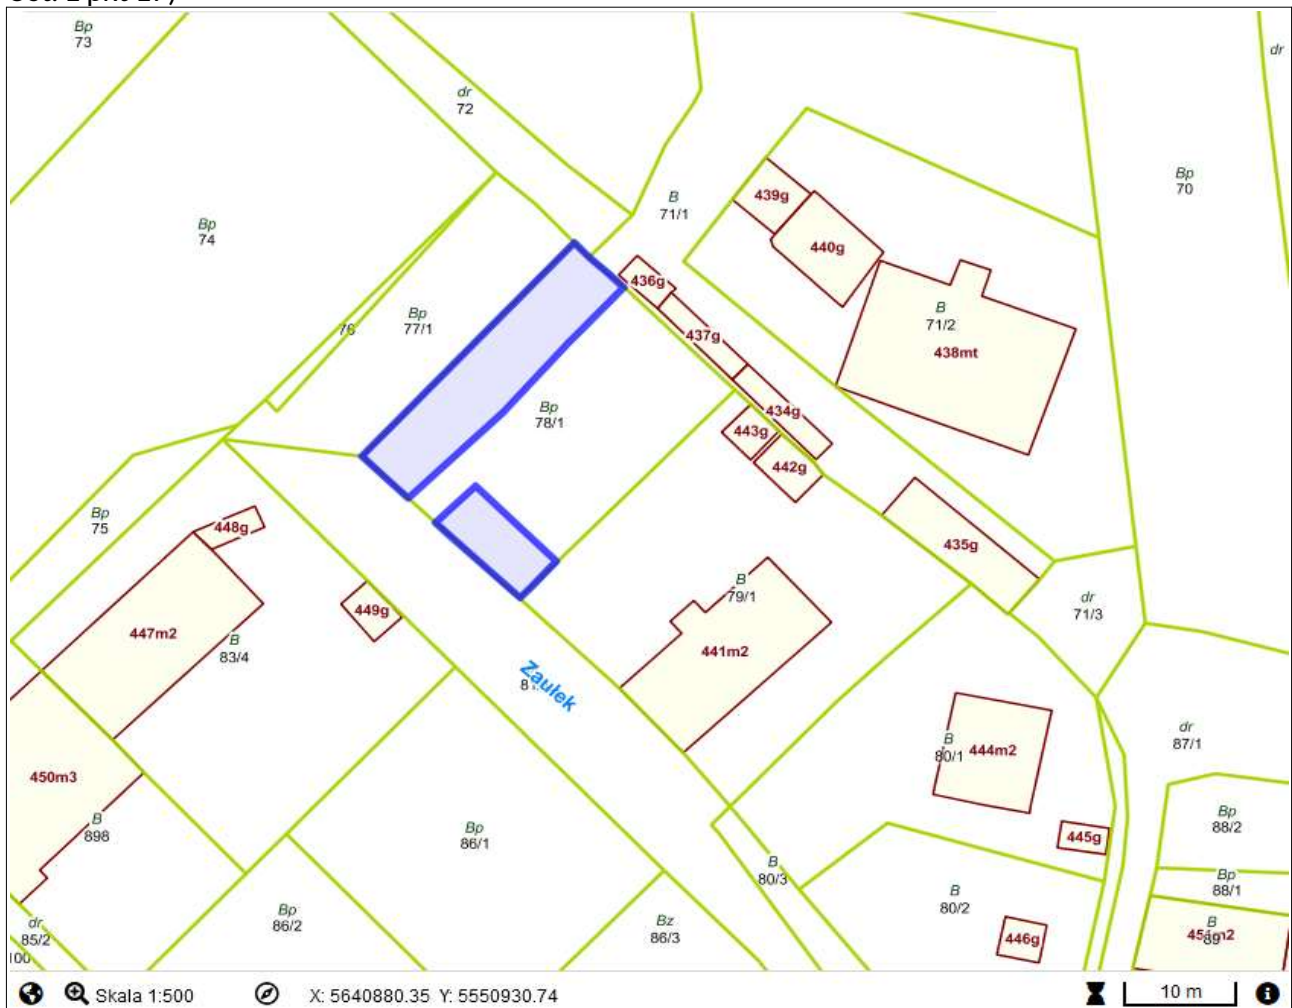 Bp
73
dr
dr
72
Bp
70
B
71/1
439g
Bp
74
440g
436g
Bp
77/1
76
B
71/2
437g
438mt
Bp
78/1
434g
443g
442g
Bp
75
448g
435g
B
79/1
dr
71/3
449g
447m2
B
83/4
441m2
Zaułek
dr
87/1
B
80/1
444m2
450m3
Bp
88/2
B
898
Bp
86/1
445g
B
80/3
Bp
88/1
B
80/2
Bp
86/2
Bz
86/3
dr
85/2
B
89
446g
Skala 1:500
X: 5640880.35 Y: 5550930.74
10 m